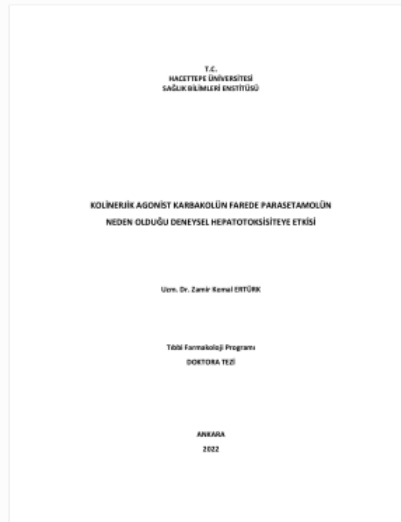 T.C.
HACETTEPE ÜNİVERSİTESİ
SAĞLIK BİLİMLERİ ENSTİTÜSÜ
KOLİNERJİK AGONİST KARBAKOLÜN FAREDE PARASETAMOLÜN
NEDEN OLDUĞU DENEYSEL HEPATOTOKSİSİTEYE ETKİSİ
Uzm. Dr. Zamir Kemal ERTÜRK
Tıbbi Farmakoloji Programı
DOKTORA TEZİ
ANKARA
2022